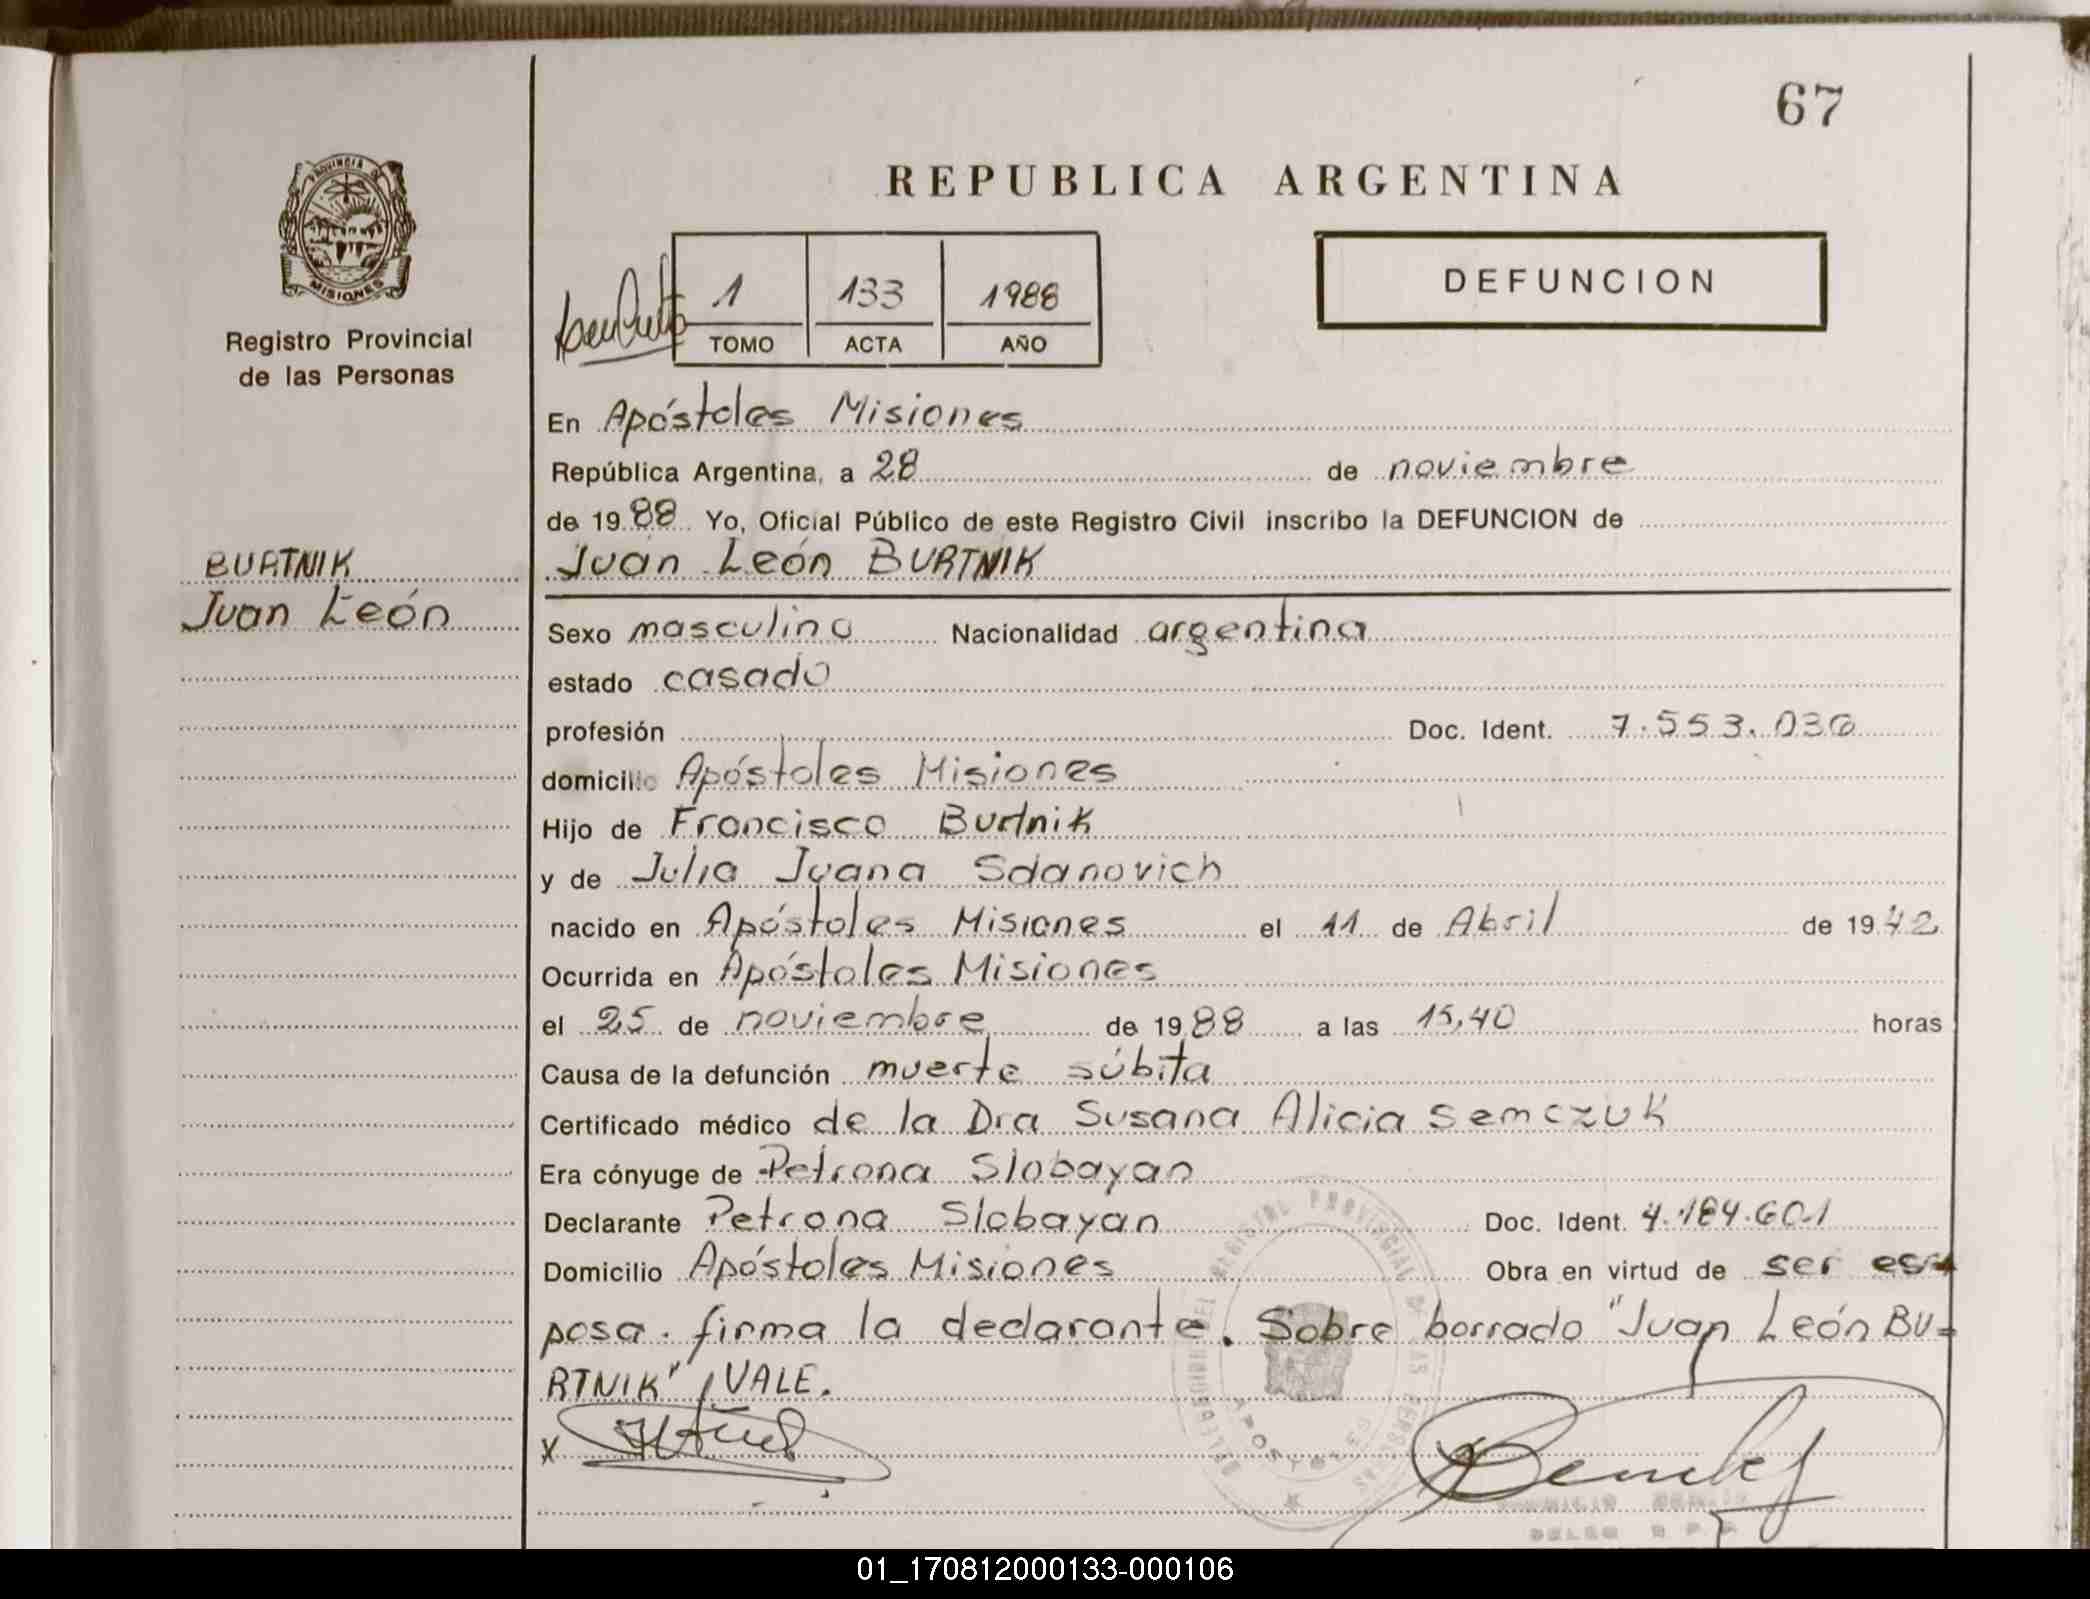 67
REPUBLICA ARGENTINA
PROVINCIA DE
MISIONES
Registro Provincial
de las Personas
1 133 1988
TOMO ACTA AÑO
DEFUNCION
En Apóstoles Misiones
República Argentina, a 28 de noviembre
de 1988 Yo, Oficial Público de este Registro Civil inscribo la DEFUNCION de
BURTNIK
Juan León
Juan León BURTNIK
Sexo masculino Nacionalidad argentina
estado casado
profesión Doc. Ident. 7.553.036
domicilio Apóstoles Misiones
Hijo de Francisco Burtnik
y de Julia Juana Sdanovich
nacido en Apóstoles Misiones el 11 de Abril de 1942
Ocurrida en Apóstoles Misiones
el 25 de noviembre de 1988 a las 15,40 horas
Causa de la defunción muerte súbita
Certificado médico de la Dra Susana Alicia Semczuk
Era cónyuge de Petrona Slobayan
Declarante Petrona Slobayan Doc. Ident. 4.184.601
Domicilio Apóstoles Misiones Obra en virtud de ser es-
posa. firma la declarante. Sobre borrado "Juan León BU=
RTNIK" VALE.
X
01_170812000133-000106